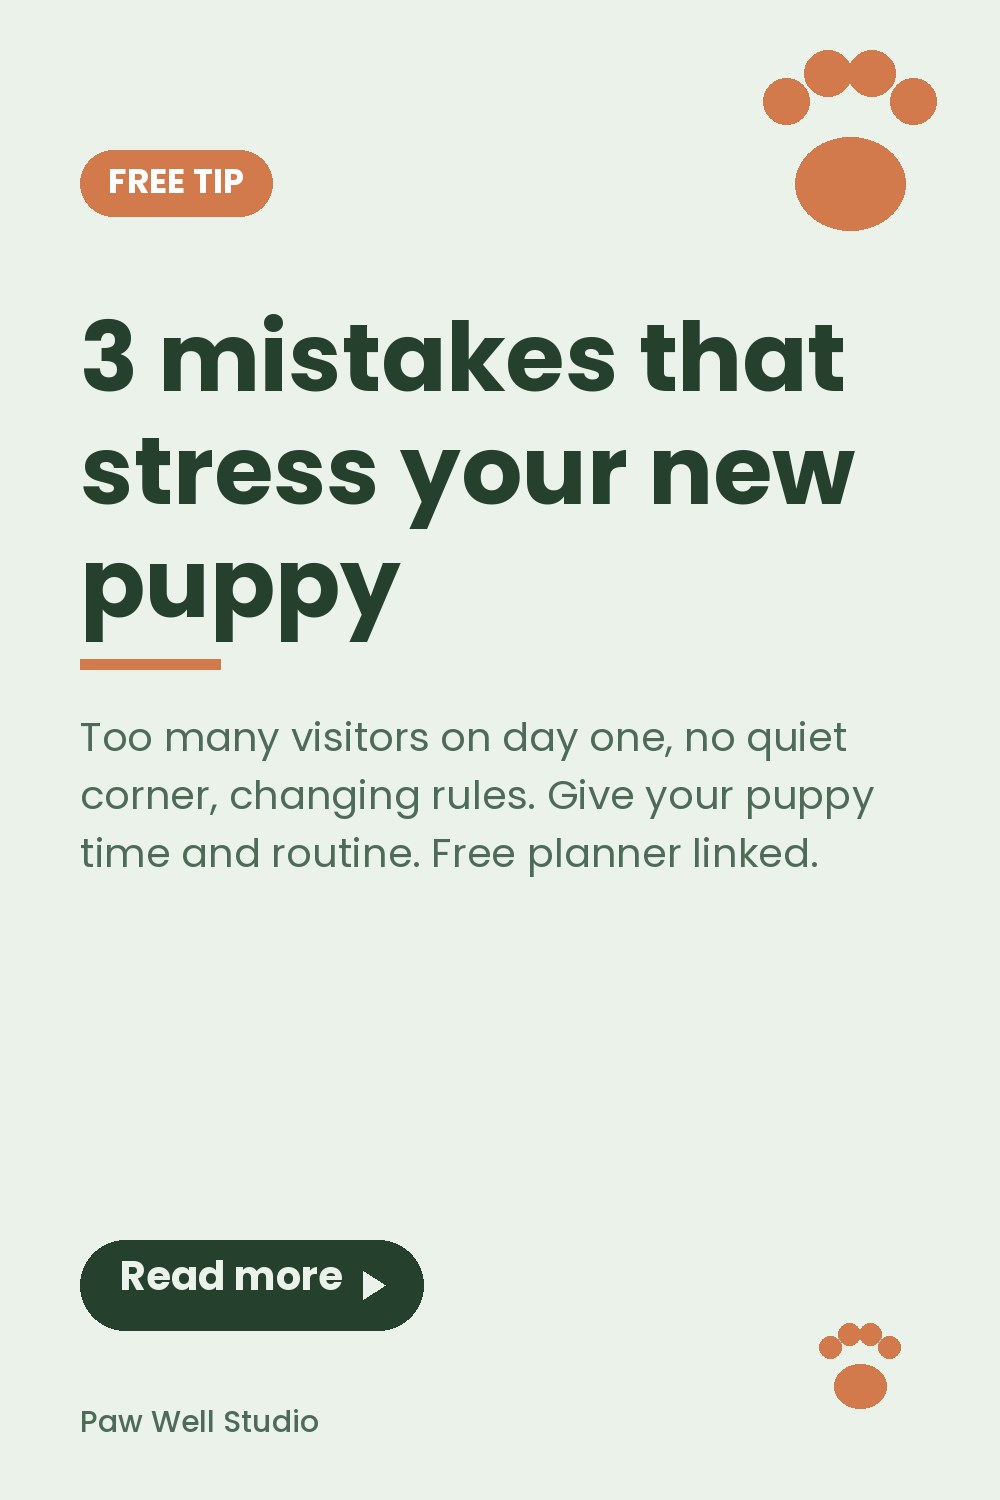 FREE TIP
3 mistakes that
stress your new
puppy
Too many visitors on day one, no quiet
corner, changing rules. Give your puppy
time and routine. Free planner linked.
Read more
Paw Well Studio